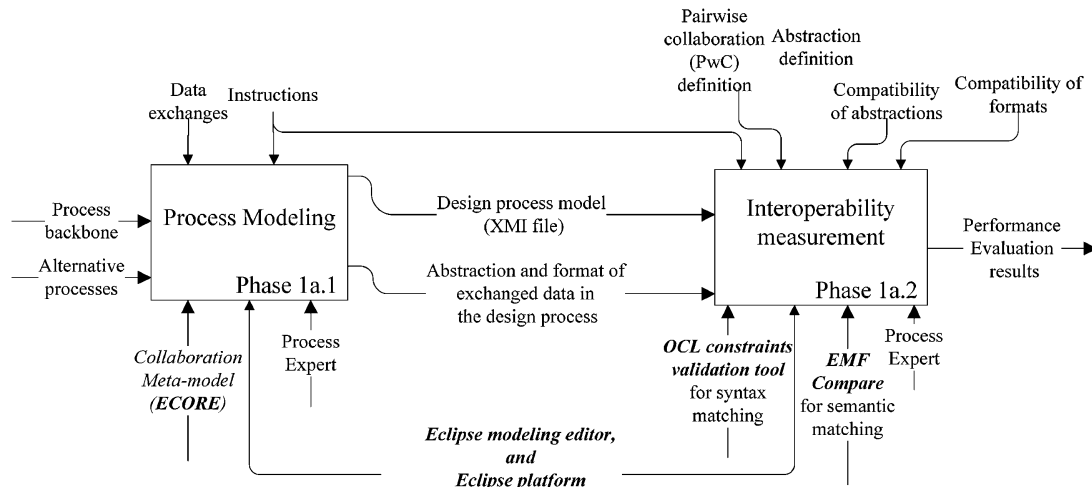 Pairwise
collaboration
(PwC)
definition
Abstraction
definition
Data
exchanges
Instructions
Compatibility
of abstractions
Compatibility of
formats
Process
backbone
Alternative
processes
Process Modeling
Phase 1a.1
Design process model
(XMI file)
Abstraction and format of
exchanged data in
the design process
Interoperability
measurement
Phase 1a.2
Performance
Evaluation
results
Collaboration
Meta-model
(ECORE)
Process
Expert
OCL constraints
validation tool
for syntax
matching
EMF
Compare
for semantic
matching
Process
Expert
Eclipse modeling editor,
and
Eclipse platform